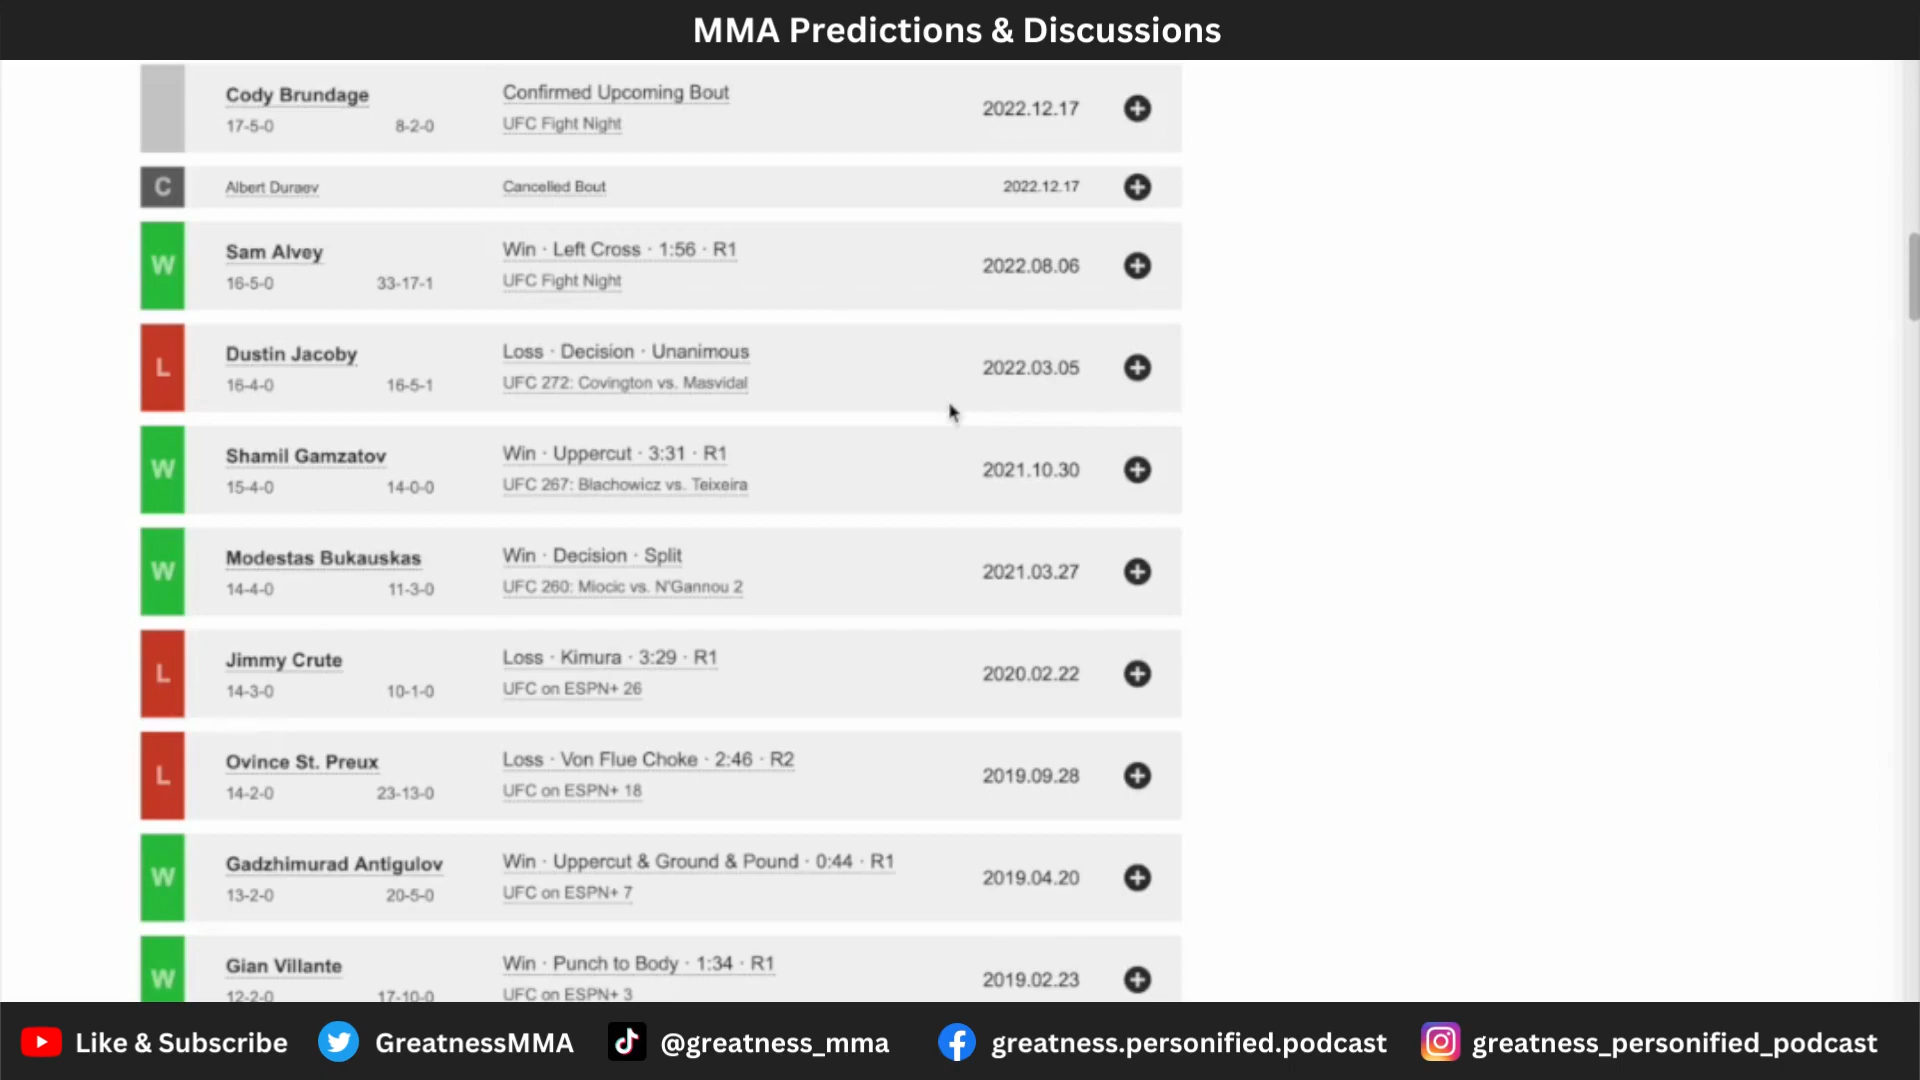 MMA Predictions & Discussions
Cody Brundage
Confirmed Upcoming Bout
2022.12.17
17-5-0
8-2-0
UFC Fight Night
C
Albert Duraev
Cancelled Bout
2022.12.17
W
Sam Alvey
Win · Left Cross · 1:56 · R1
2022.08.06
16-5-0
33-17-1
UFC Fight Night
L
Dustin Jacoby
Loss · Decision · Unanimous
2022.03.05
16-4-0
16-5-1
UFC 272: Covington vs. Masvidal
W
Shamil Gamzatov
Win · Uppercut · 3:31 · R1
2021.10.30
15-4-0
14-0-0
UFC 267: Blachowicz vs. Teixeira
W
Modestas Bukauskas
Win · Decision · Split
2021.03.27
14-4-0
11-3-0
UFC 260: Miocic vs. N'Gannou 2
L
Jimmy Crute
Loss · Kimura · 3:29 · R1
2020.02.22
14-3-0
10-1-0
UFC on ESPN+ 26
L
Ovince St. Preux
Loss · Von Flue Choke · 2:46 · R2
2019.09.28
14-2-0
23-13-0
UFC on ESPN+ 18
W
Gadzhimurad Antigulov
Win · Uppercut & Ground & Pound · 0:44 · R1
2019.04.20
13-2-0
20-5-0
UFC on ESPN+ 7
W
Gian Villante
Win · Punch to Body · 1:34 · R1
2019.02.23
12-2-0
17-10-0
UFC on ESPN+ 3
Like & Subscribe
GreatnessMMA
@greatness_mma
greatness.personified.podcast
greatness_personified_podcast